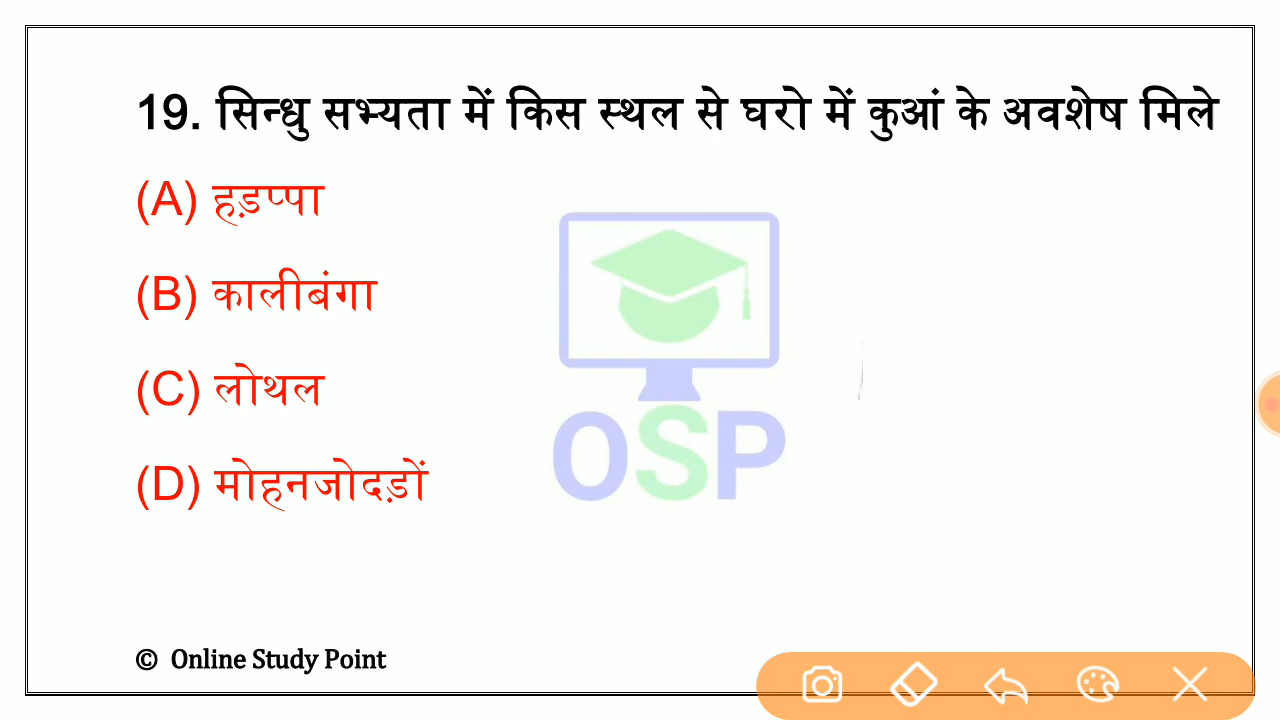 19. सिन्धु सभ्यता में किस स्थल से घरो में कुआं के अवशेष मिले
(A) हड़प्पा
(B) कालीबंगा
(C) लोथल
(D) मोहनजोदड़ों
OSP
© Online Study Point